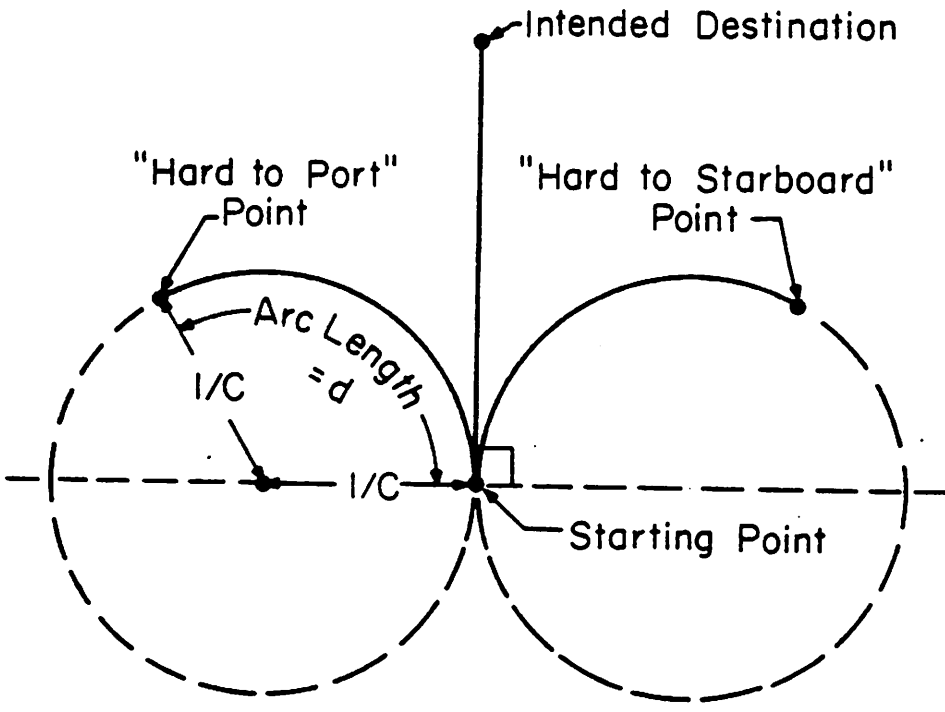 Intended Destination
"Hard to Port"
Point
"Hard to Starboard"
Point
Arc Length
= d
1/C
1/C
Starting Point